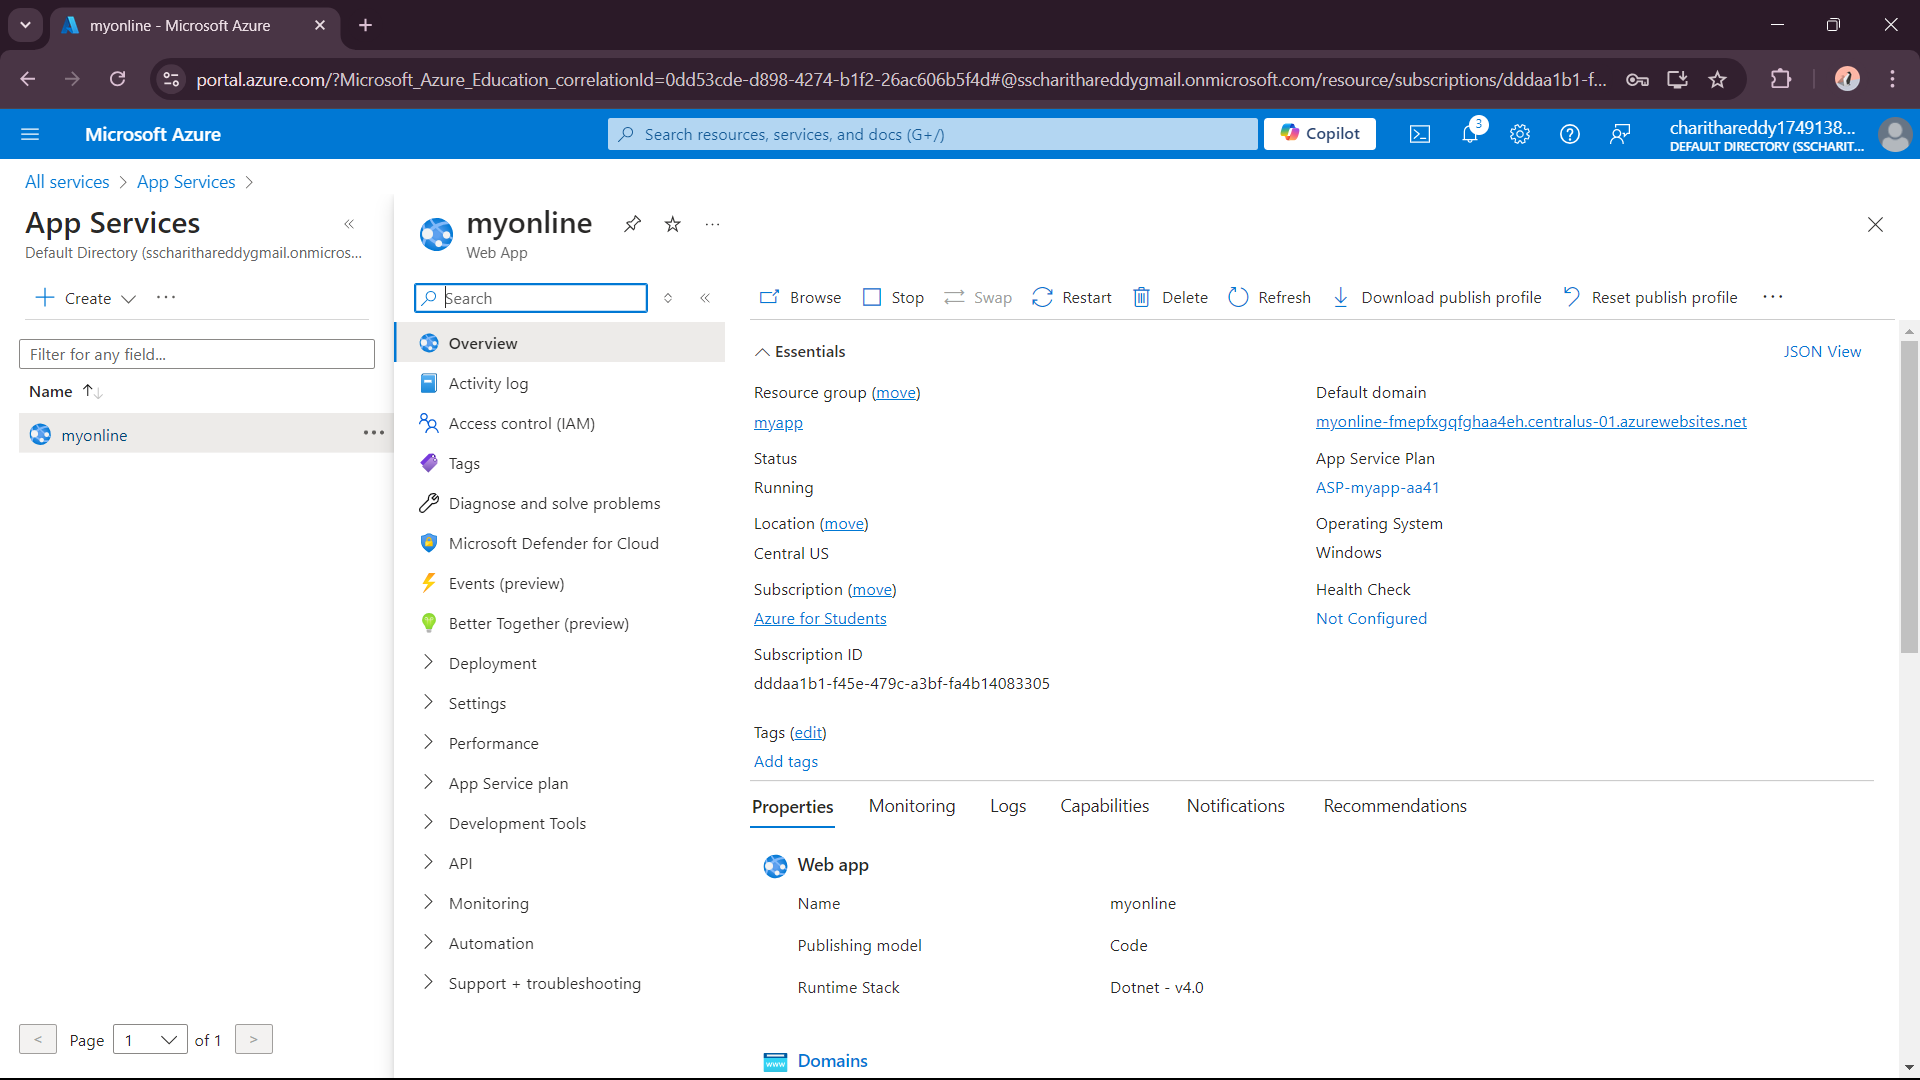 myonline - Microsoft Azure
portal.azure.com/?Microsoft_Azure_Education_correlationId=0dd53cde-d898-4274-b1f2-26ac606b5f4d#@sscharithareddygmail.onmicrosoft.com/resource/subscriptions/dddaa1b1-f...
Microsoft Azure
Search resources, services, and docs (G+/)
Copilot
3
charithareddy1749138...
DEFAULT DIRECTORY (SSCHARIT...
All services > App Services >
App Services
Default Directory (sscharithareddygmail.onmicros...
Create
Filter for any field...
Name
myonline
< Page 1 of 1 >
myonline
Web App
Search
Overview
Activity log
Access control (IAM)
Tags
Diagnose and solve problems
Microsoft Defender for Cloud
Events (preview)
Better Together (preview)
Deployment
Settings
Performance
App Service plan
Development Tools
API
Monitoring
Automation
Support + troubleshooting
Browse Stop Swap Restart Delete Refresh Download publish profile Reset publish profile
Essentials
JSON View
Resource group (move)
myapp
Status
Running
Location (move)
Central US
Subscription (move)
Azure for Students
Subscription ID
dddaa1b1-f45e-479c-a3bf-fa4b14083305
Default domain
myonline-fmepfxgqfghaa4eh.centralus-01.azurewebsites.net
App Service Plan
ASP-myapp-aa41
Operating System
Windows
Health Check
Not Configured
Tags (edit)
Add tags
Properties Monitoring Logs Capabilities Notifications Recommendations
Web app
Name myonline
Publishing model Code
Runtime Stack Dotnet - v4.0
www
Domains